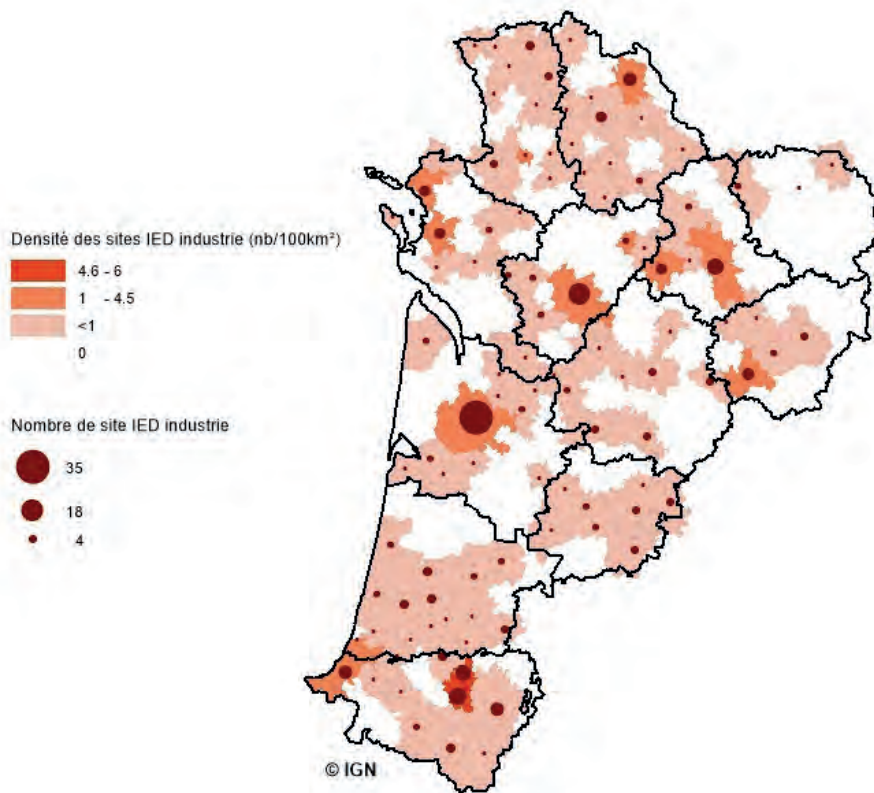 Densité des sites IED industrie (nb/100km²)
4.6 - 6
1 - 4.5
<1
0
Nombre de site IED industrie
35
18
4
© IGN